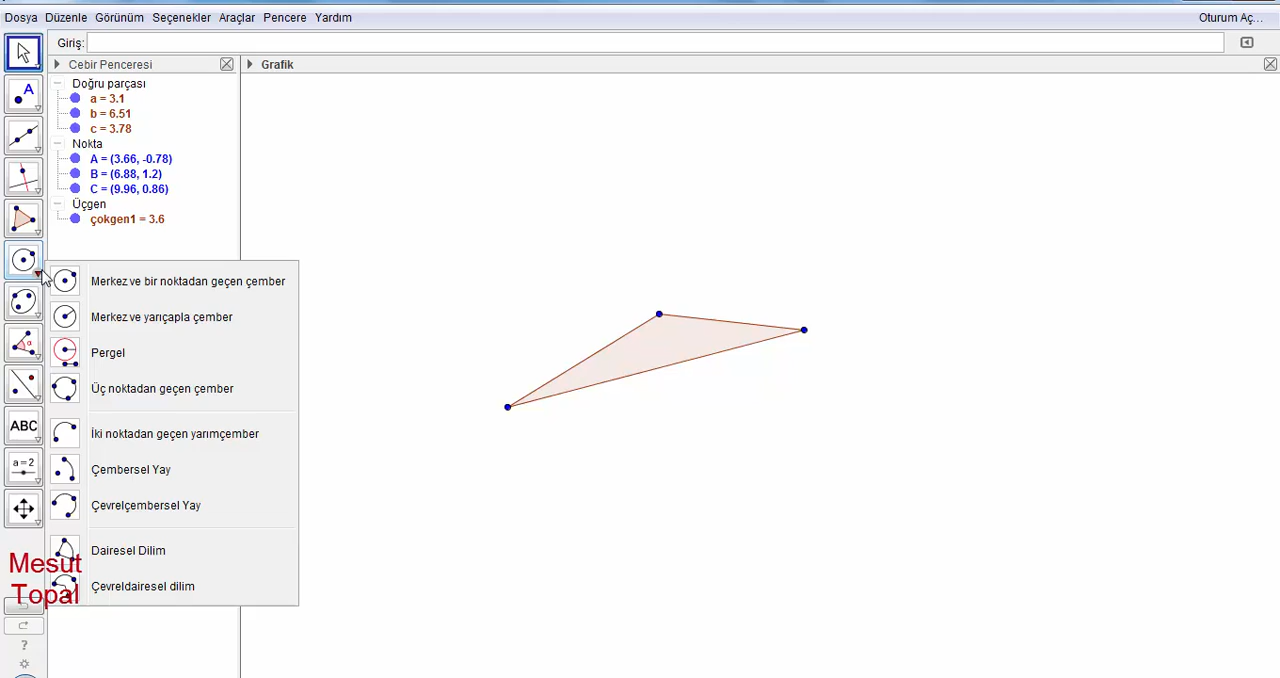 Dosya Düzenle Görünüm Seçenekler Araçlar Pencere Yardım Oturum Aç...
Giriş:
Cebir Penceresi
Grafik
Doğru parçası
a = 3.1
b = 6.51
c = 3.78
Nokta
A = (3.66, -0.78)
B = (6.88, 1.2)
C = (9.96, 0.86)
Üçgen
çokgen1 = 3.6
A
α
ABC
a=2
Merkez ve bir noktadan geçen çember
Merkez ve yarıçapla çember
Pergel
Üç noktadan geçen çember
İki noktadan geçen yarımçember
Çembersel Yay
Çevrelçembersel Yay
Dairesel Dilim
Çevreldairesel dilim
Mesut
Topal
?